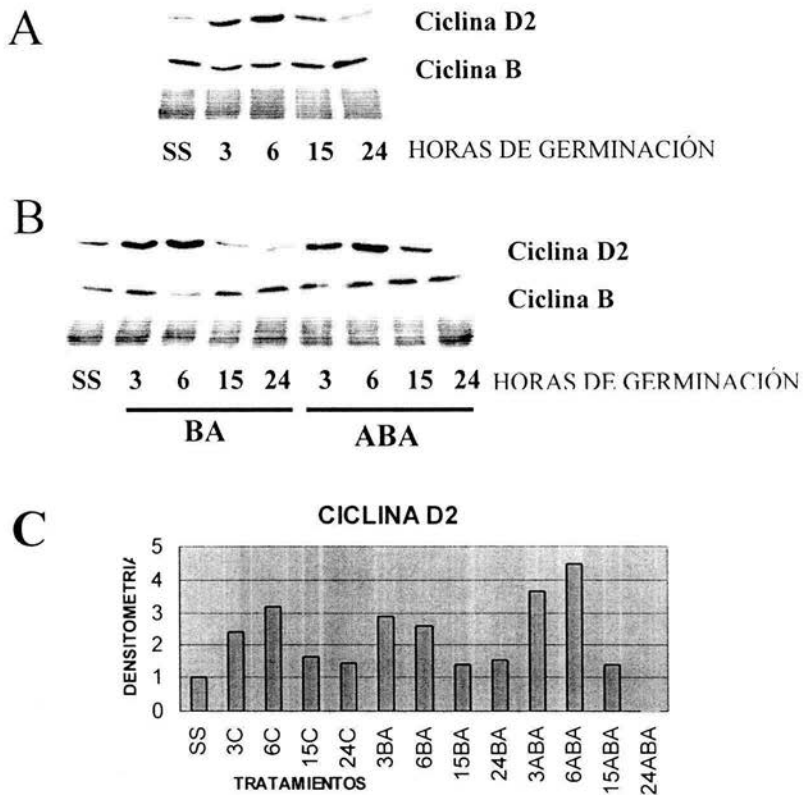 A
Ciclina D2
Ciclina B
SS 3 6 15 24 HORAS DE GERMINACIÓN
B
Ciclina D2
Ciclina B
SS 3 6 15 24 3 6 15 24 HORAS DE GERMINACIÓN
BA ABA
C
CICLINA D2
DENSITOMETRIA
5
4
3
2
1
0
SS 3C 6C 15C 24C 3BA 6BA 15BA 24BA 3ABA 6ABA 15ABA 24ABA
TRATAMIENTOS